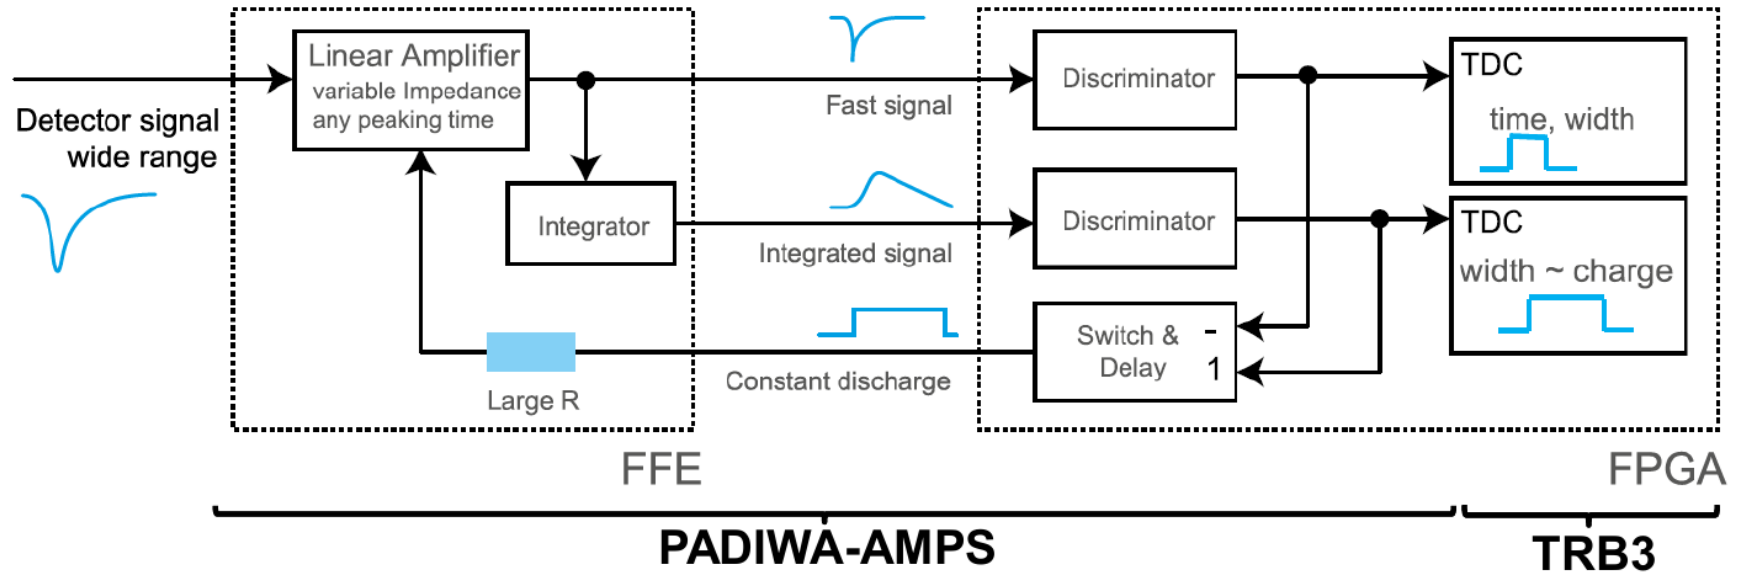 Linear Amplifier
variable Impedance
any peaking time
Detector signal
wide range
Integrator
Large R
Fast signal
Integrated signal
Constant discharge
Discriminator
Discriminator
Switch & -
Delay 1
TDC
time, width
TDC
width ~ charge
FFE
FPGA
PADIWA-AMPS
TRB3